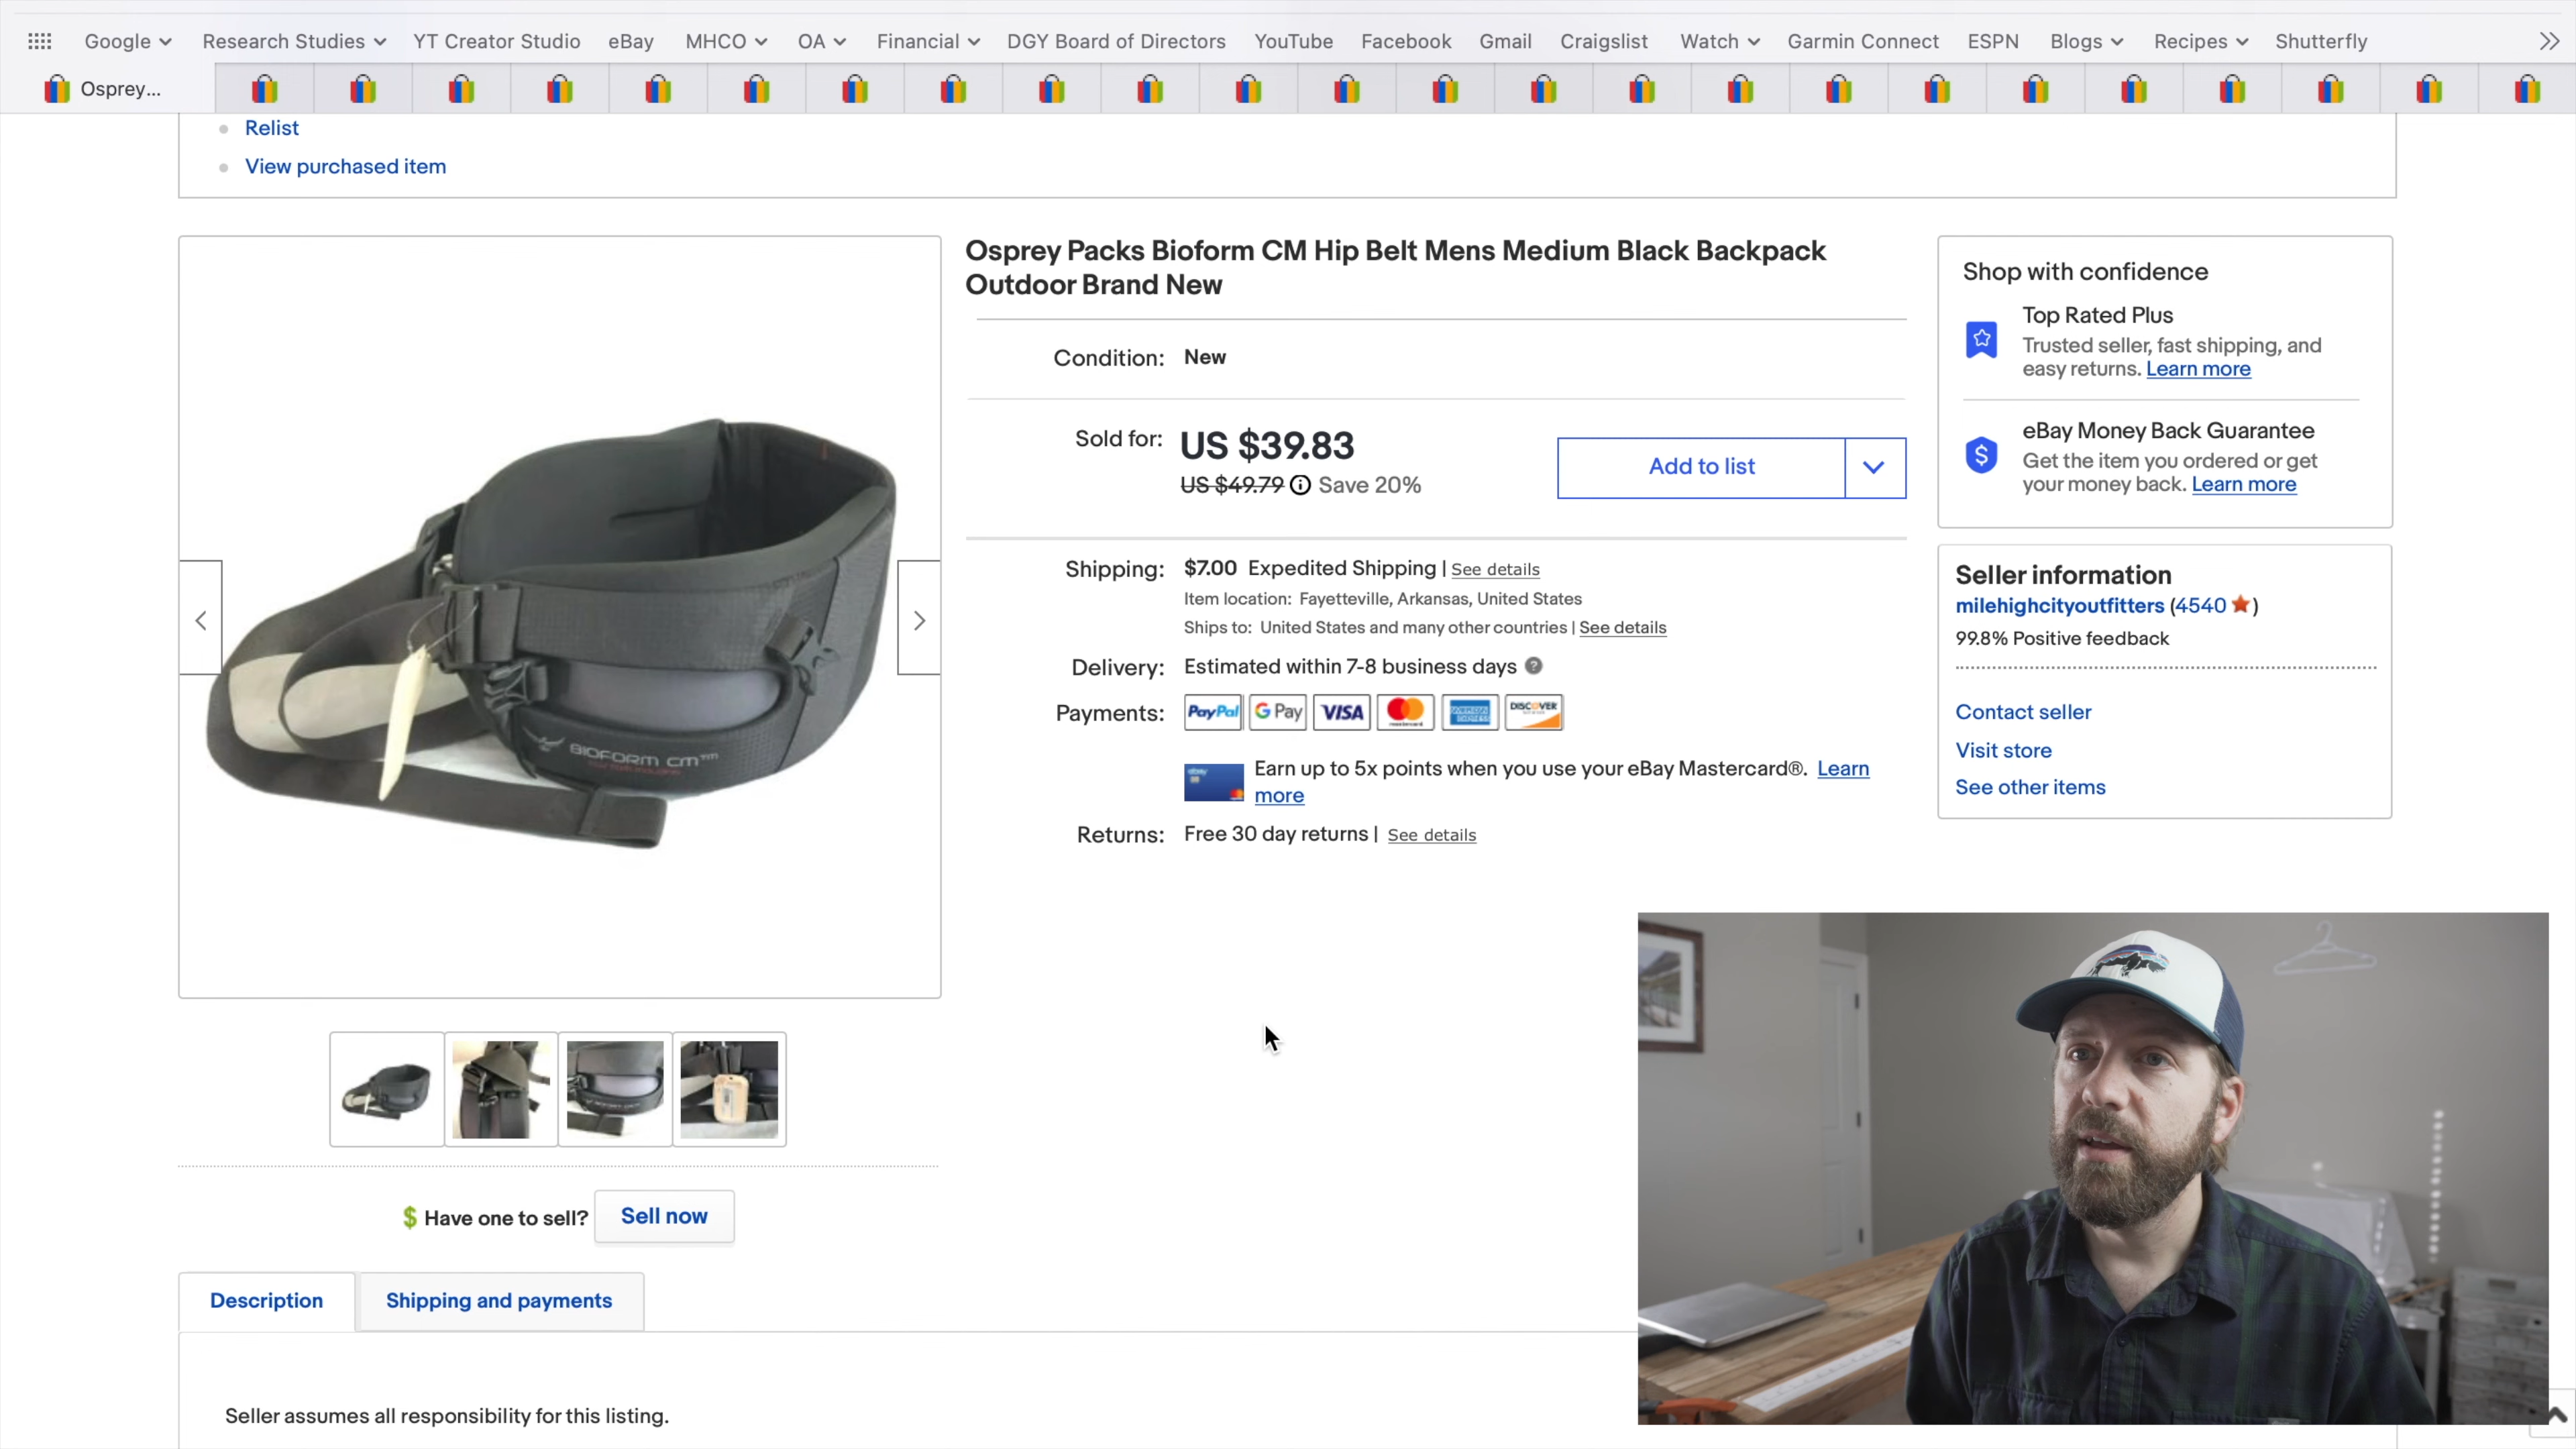 Google Research Studies YT Creator Studio eBay MHCO OA Financial DGY Board of Directors YouTube Facebook Gmail Craigslist Watch Garmin Connect ESPN Blogs Recipes Shutterfly
Osprey...
Relist
View purchased item
Osprey Packs Bioform CM Hip Belt Mens Medium Black Backpack
Outdoor Brand New
Condition: New
Sold for: US $39.83
US $49.79 Save 20%
Add to list
Shipping: $7.00 Expedited Shipping | See details
Item location: Fayetteville, Arkansas, United States
Ships to: United States and many other countries | See details
Delivery: Estimated within 7-8 business days
Payments: PayPal G Pay VISA mastercard AMERICAN EXPRESS DISCOVER
ebay
Earn up to 5x points when you use your eBay Mastercard®. Learn
more
Returns: Free 30 day returns | See details
Shop with confidence
Top Rated Plus
Trusted seller, fast shipping, and
easy returns. Learn more
eBay Money Back Guarantee
Get the item you ordered or get
your money back. Learn more
Seller information
milehighcityoutfitters (4540)
99.8% Positive feedback
Contact seller
Visit store
See other items
BIOFORM CM™
$ Have one to sell? Sell now
Description Shipping and payments
Seller assumes all responsibility for this listing.